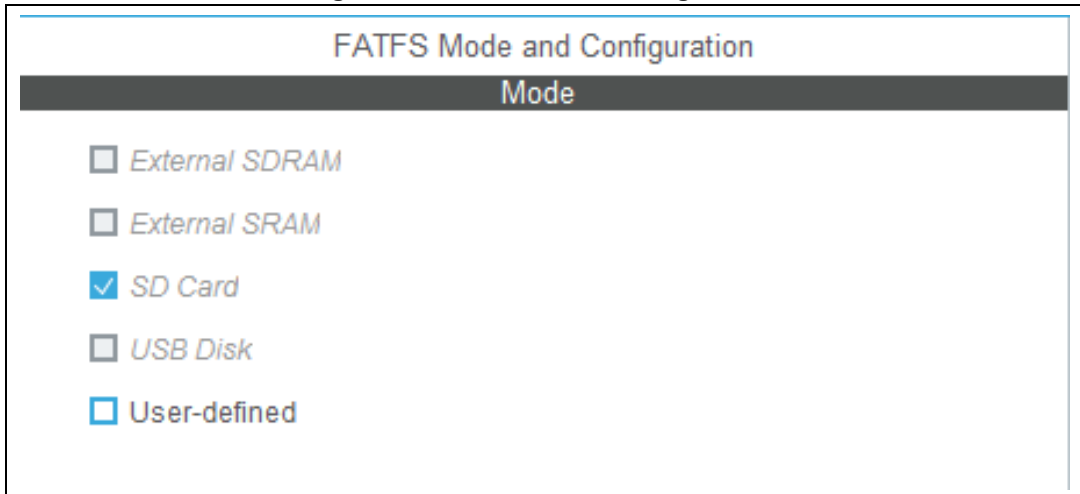 FATFS Mode and Configuration
Mode
External SDRAM
External SRAM
SD Card
USB Disk
User-defined